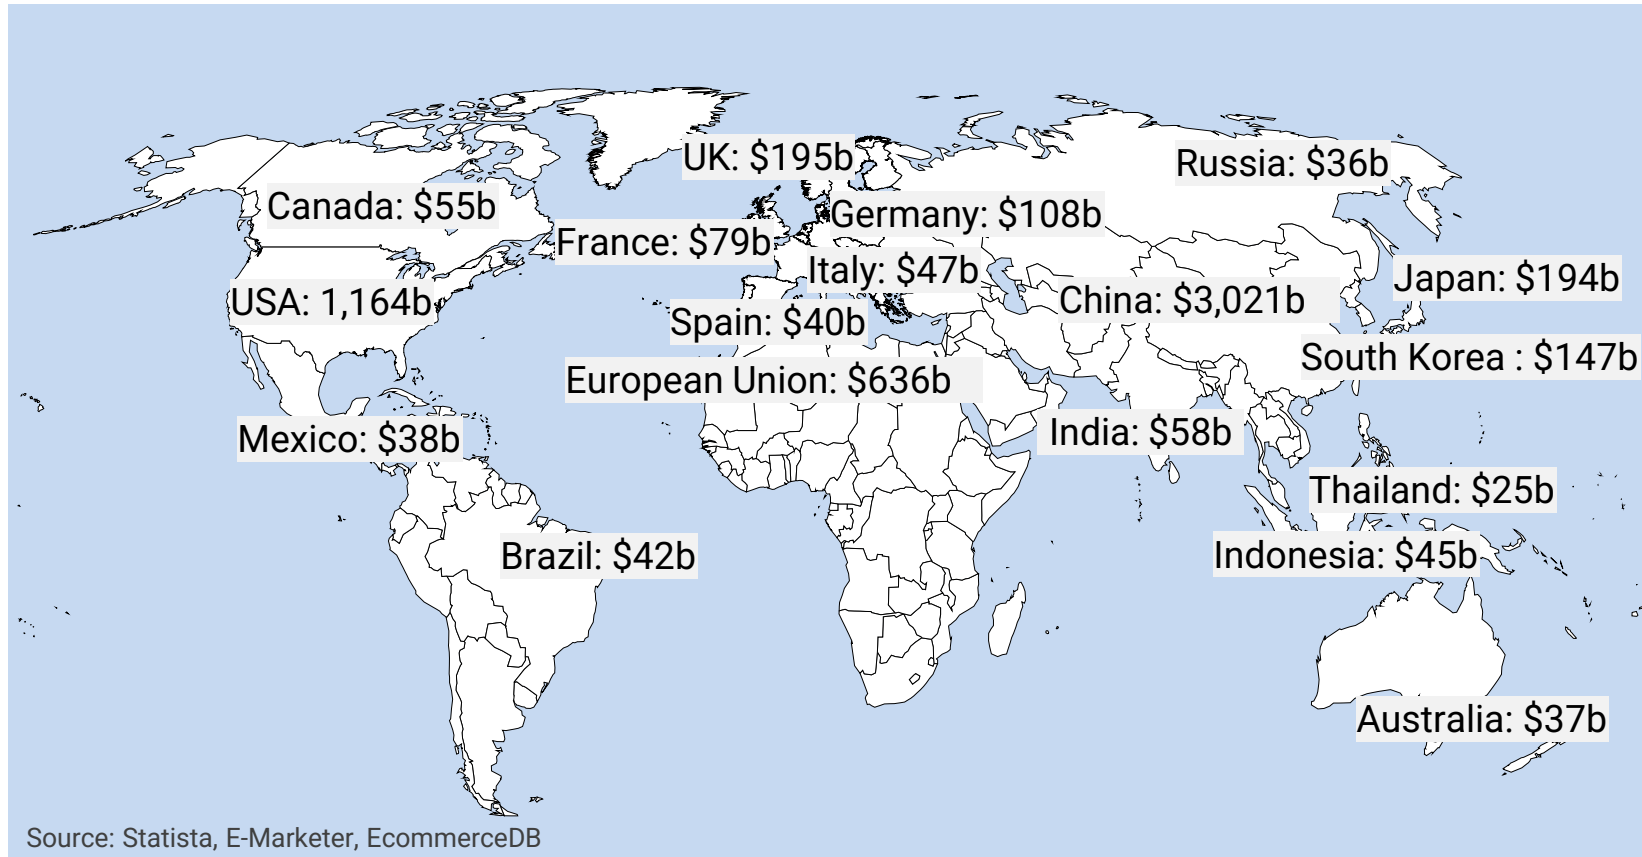 UK: $195b
Russia: $36b
Canada: $55b
Germany: $108b
France: $79b
Italy: $47b
Japan: $194b
USA: 1,164b
China: $3,021b
Spain: $40b
South Korea : $147b
European Union: $636b
Mexico: $38b
India: $58b
Thailand: $25b
Brazil: $42b
Indonesia: $45b
Australia: $37b
Source: Statista, E-Marketer, EcommerceDB